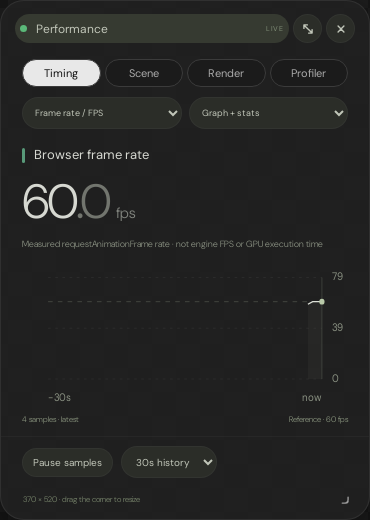 Performance LIVE
Timing Scene Render Profiler
Frame rate / FPS Graph + stats
Browser frame rate
60.0 fps
Measured requestAnimationFrame rate · not engine FPS or GPU execution time
79
39
0
−30s now
4 samples · latest Reference · 60 fps
Pause samples 30s history
370 × 520 · drag the corner to resize